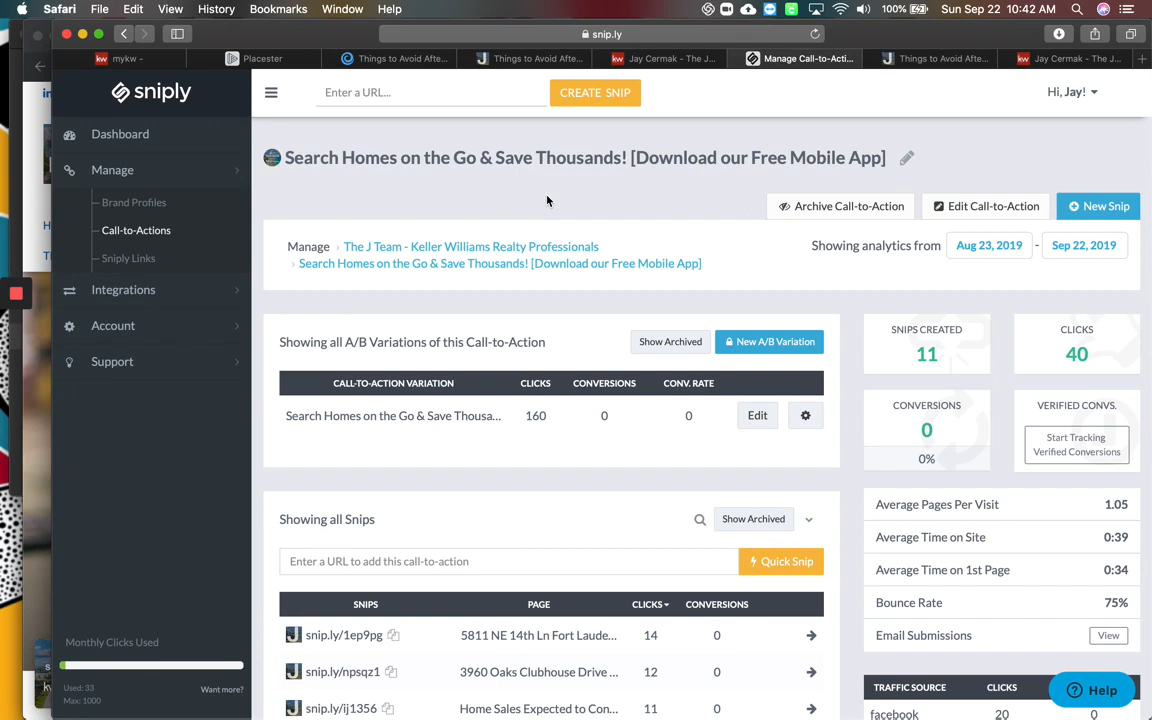 Safari File Edit View History Bookmarks Window Help 100% Sun Sep 22 10:42 AM
snip.ly
mykw -
Placester
Things to Avoid Afte...
Things to Avoid Afte...
Jay Cermak - The J...
Manage Call-to-Acti...
Things to Avoid Afte...
Jay Cermak - The J...
sniply
Enter a URL...
CREATE SNIP
Hi, Jay!
Dashboard
Manage
Brand Profiles
Call-to-Actions
Sniply Links
Integrations
Account
Support
Monthly Clicks Used
Used: 33
Max: 1000
Want more?
Search Homes on the Go & Save Thousands! [Download our Free Mobile App]
Archive Call-to-Action
Edit Call-to-Action
New Snip
Manage › The J Team - Keller Williams Realty Professionals
› Search Homes on the Go & Save Thousands! [Download our Free Mobile App]
Showing analytics from Aug 23, 2019 - Sep 22, 2019
Showing all A/B Variations of this Call-to-Action
Show Archived
New A/B Variation
CALL-TO-ACTION VARIATION CLICKS CONVERSIONS CONV. RATE
Search Homes on the Go & Save Thousa... 160 0 0 Edit
Showing all Snips
Show Archived
Enter a URL to add this call-to-action
Quick Snip
SNIPS PAGE CLICKS CONVERSIONS
snip.ly/1ep9pg 5811 NE 14th Ln Fort Laude... 14 0
snip.ly/npsqz1 3960 Oaks Clubhouse Drive ... 12 0
snip.ly/ij1356 Home Sales Expected to Con... 11 0
SNIPS CREATED
11
CLICKS
40
CONVERSIONS
0
0%
VERIFIED CONVS.
Start Tracking
Verified Conversions
Average Pages Per Visit 1.05
Average Time on Site 0:39
Average Time on 1st Page 0:34
Bounce Rate 75%
Email Submissions View
TRAFFIC SOURCE CLICKS
facebook 20 0
Help